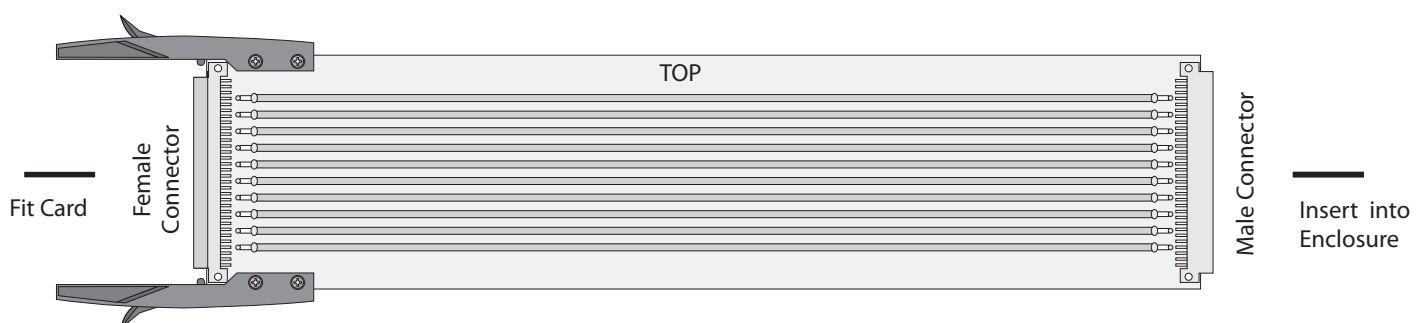 TOP
Fit Card
Female
Connector
Male Connector
Insert into
Enclosure